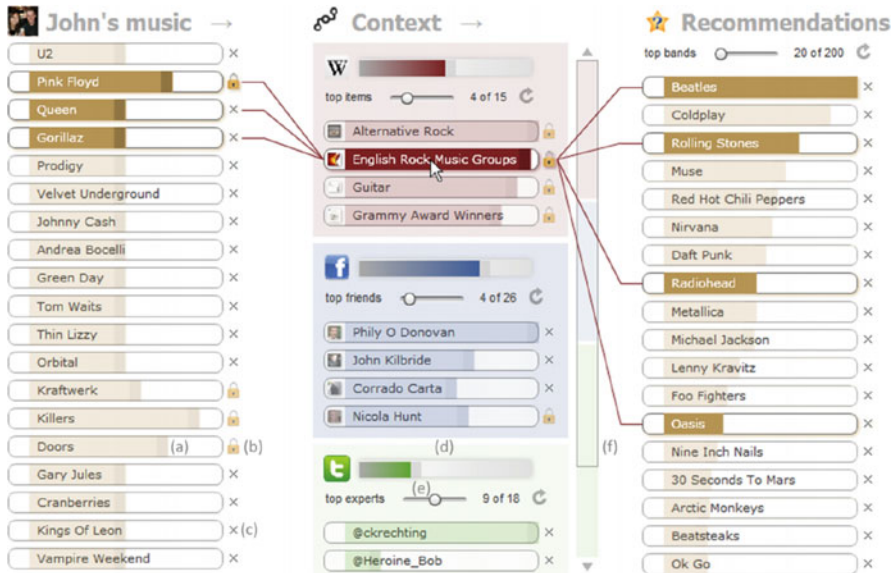 John's music →
U2
Pink Floyd
Queen
Gorillaz
Prodigy
Velvet Underground
Johnny Cash
Andrea Bocelli
Green Day
Tom Waits
Thin Lizzy
Orbital
Kraftwerk
Killers
Doors (a) (b)
Gary Jules
Cranberries
Kings Of Leon × (c)
Vampire Weekend
Context →
W
top items 4 of 15
Alternative Rock
English Rock Music Groups
Guitar
Grammy Award Winners
f
top friends 4 of 26
Phily O Donovan
John Kilbride
Corrado Carta
Nicola Hunt
(d) (f)
t
(e)
top experts 9 of 18
@ckrechting
@Heroine_Bob
Recommendations
top bands 20 of 200
Beatles
Coldplay
Rolling Stones
Muse
Red Hot Chili Peppers
Nirvana
Daft Punk
Radiohead
Metallica
Michael Jackson
Lenny Kravitz
Foo Fighters
Oasis
Nine Inch Nails
30 Seconds To Mars
Arctic Monkeys
Beatsteaks
Ok Go